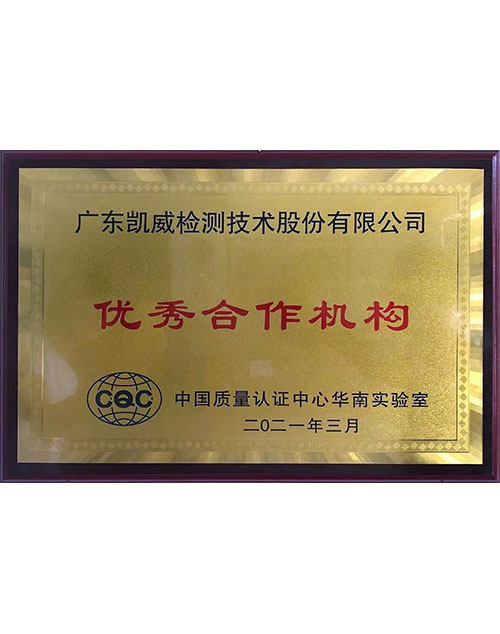 广东凯威检测技术股份有限公司
优秀合作机构
CQC
中国质量认证中心华南实验室
二0二一年三月